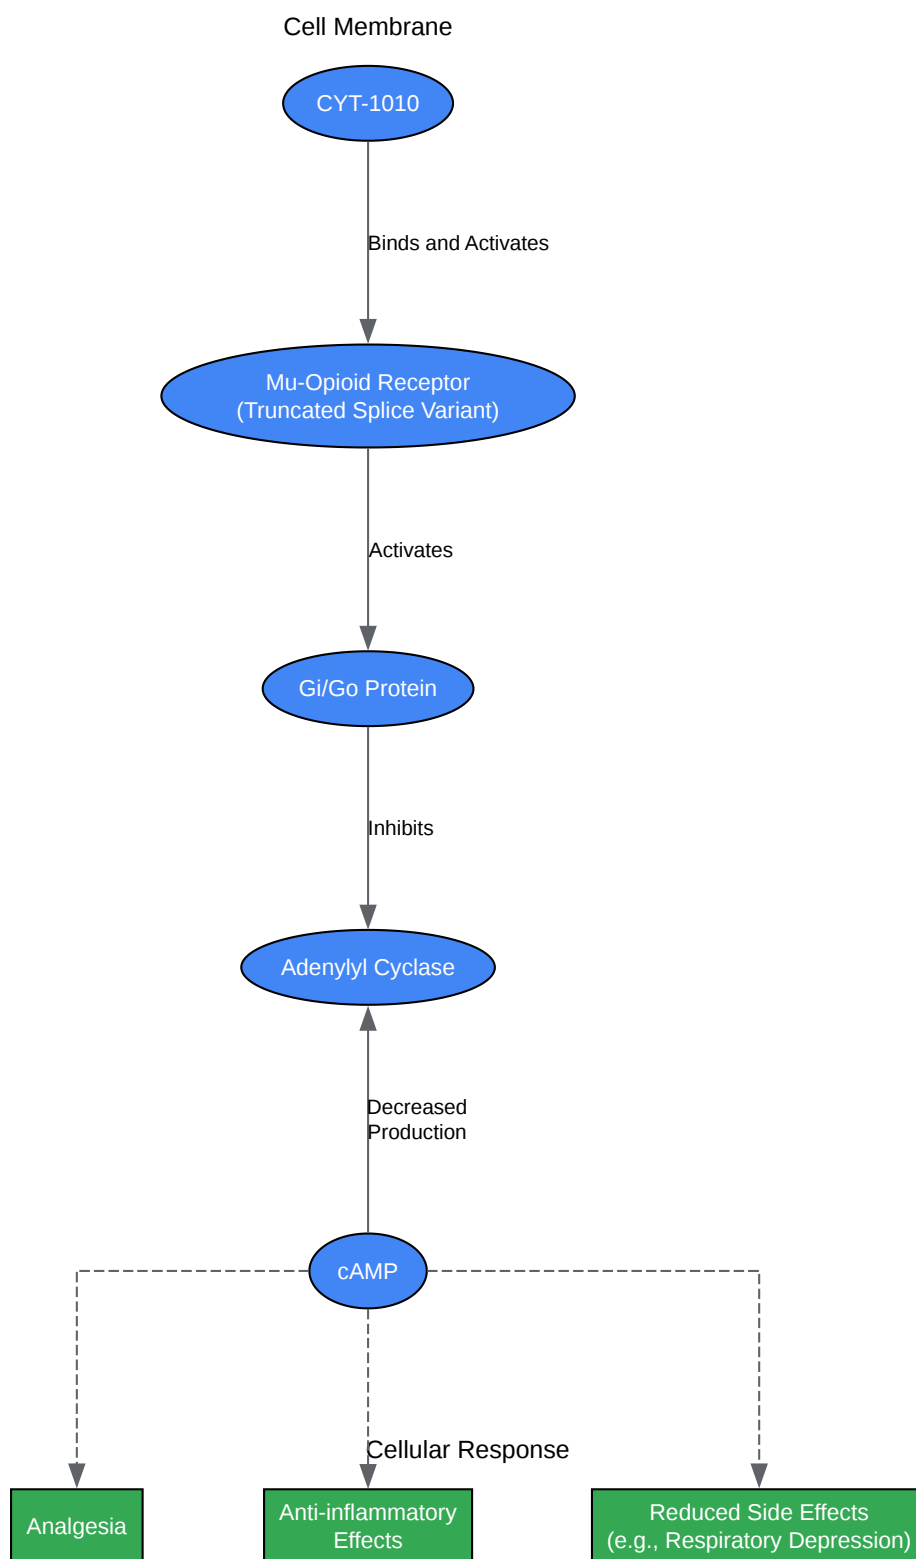 Cell Membrane
CYT-1010
Binds and Activates
Mu-Opioid Receptor
(Truncated Splice Variant)
Activates
Gi/Go Protein
Inhibits
Adenylyl Cyclase
Decreased
Production
cAMP
Cellular Response
Analgesia
Anti-inflammatory
Effects
Reduced Side Effects
(e.g., Respiratory Depression)